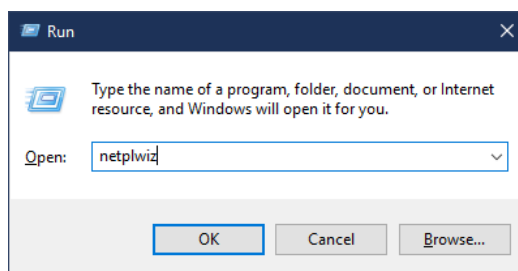 Run
Type the name of a program, folder, document, or Internet
resource, and Windows will open it for you.
Open: netplwiz
OK Cancel Browse...